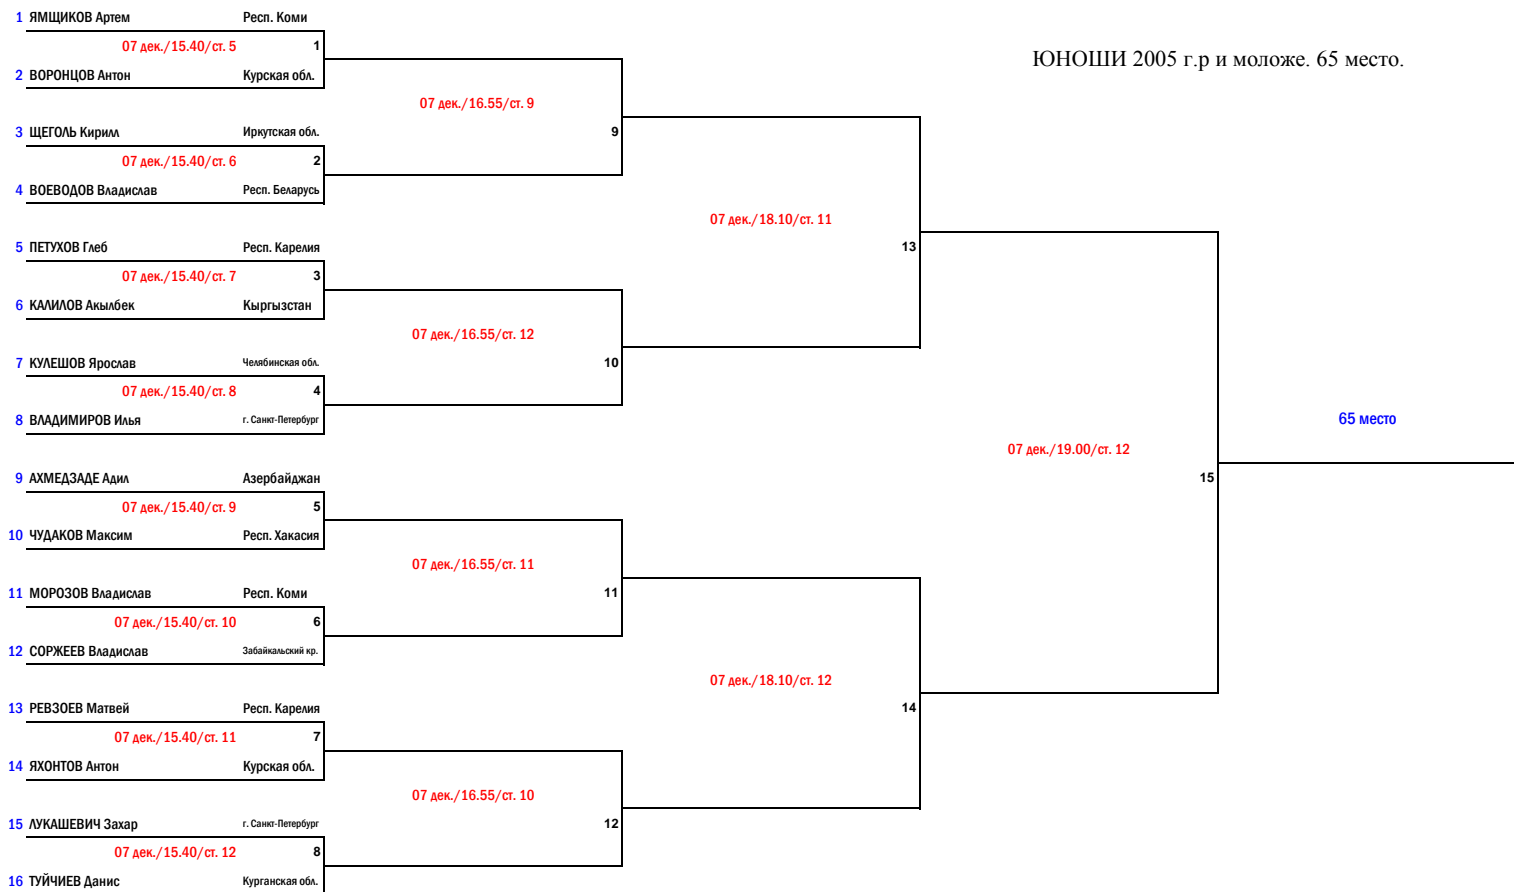 1 ЯМЩИКОВ Артем Респ. Коми
07 дек./15.40/ст. 5 1
ЮНОШИ 2005 г.р и моложе. 65 место.
2 ВОРОНЦОВ Антон Курская обл.
07 дек./16.55/ст. 9
3 ЩЕГОЛЬ Кирилл Иркутская обл. 9
07 дек./15.40/ст. 6 2
4 ВОЕВОДОВ Владислав Респ. Беларусь
07 дек./18.10/ст. 11
5 ПЕТУХОВ Глеб Респ. Карелия 13
07 дек./15.40/ст. 7 3
6 КАЛИЛОВ Акылбек Кыргызстан
07 дек./16.55/ст. 12
7 КУЛЕШОВ Ярослав Челябинская обл. 10
07 дек./15.40/ст. 8 4
8 ВЛАДИМИРОВ Илья г. Санкт-Петербург 65 место
07 дек./19.00/ст. 12
9 АХМЕДЗАДЕ Адил Азербайджан 15
07 дек./15.40/ст. 9 5
10 ЧУДАКОВ Максим Респ. Хакасия
07 дек./16.55/ст. 11
11 МОРОЗОВ Владислав Респ. Коми 11
07 дек./15.40/ст. 10 6
12 СОРЖЕЕВ Владислав Забайкальский кр.
07 дек./18.10/ст. 12
13 РЕВЗОЕВ Матвей Респ. Карелия 14
07 дек./15.40/ст. 11 7
14 ЯХОНТОВ Антон Курская обл.
07 дек./16.55/ст. 10
15 ЛУКАШЕВИЧ Захар г. Санкт-Петербург 12
07 дек./15.40/ст. 12 8
16 ТУЙЧИЕВ Данис Курганская обл.